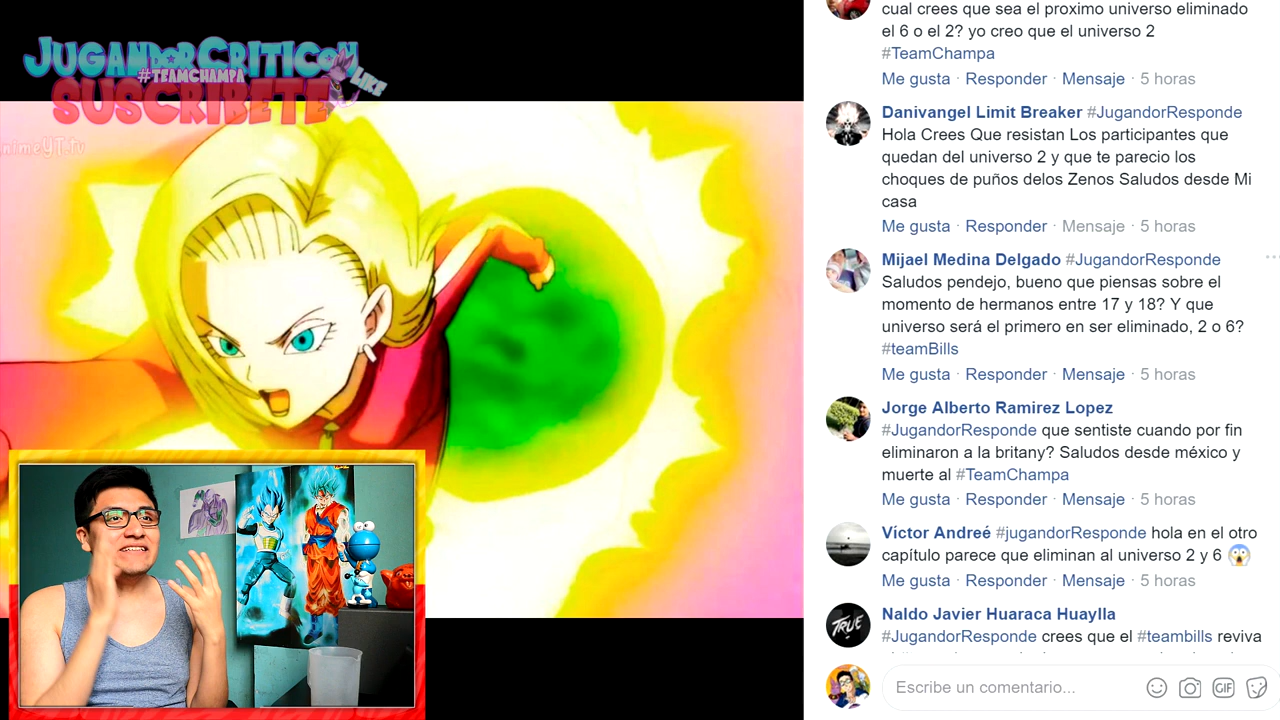 JUGANDORCRITICON
#TEAMCHAMPA
LIKE
SUSCRIBETE
nimeYT.tv
cual crees que sea el proximo universo eliminado
el 6 o el 2? yo creo que el universo 2
#TeamChampa
Me gusta · Responder · Mensaje · 5 horas
Danivangel Limit Breaker #JugandorResponde
Hola Crees Que resistan Los participantes que
quedan del universo 2 y que te parecio los
choques de puños delos Zenos Saludos desde Mi
casa
Me gusta · Responder · Mensaje · 5 horas
Mijael Medina Delgado #JugandorResponde
Saludos pendejo, bueno que piensas sobre el
momento de hermanos entre 17 y 18? Y que
universo será el primero en ser eliminado, 2 o 6?
#teamBills
Me gusta · Responder · Mensaje · 5 horas
Jorge Alberto Ramirez Lopez
#JugandorResponde que sentiste cuando por fin
eliminaron a la britany? Saludos desde méxico y
muerte al #TeamChampa
Me gusta · Responder · Mensaje · 5 horas
Víctor Andreé #jugandorResponde hola en el otro
capítulo parece que eliminan al universo 2 y 6 😱
Me gusta · Responder · Mensaje · 5 horas
TRUE
Naldo Javier Huaraca Huaylla
#JugandorResponde crees que el #teambills reviva
Escribe un comentario...
GIF